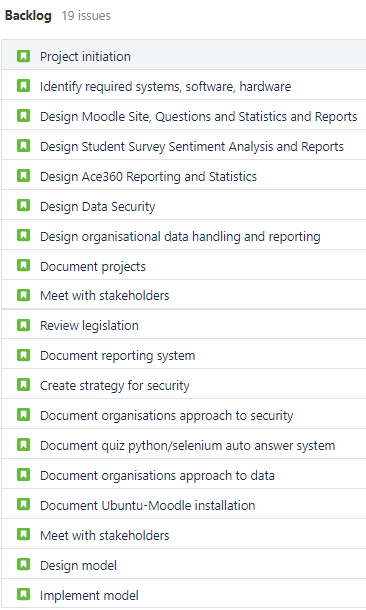 Backlog 19 issues
Project initiation
Identify required systems, software, hardware
Design Moodle Site, Questions and Statistics and Reports
Design Student Survey Sentiment Analysis and Reports
Design Ace360 Reporting and Statistics
Design Data Security
Design organisational data handling and reporting
Document projects
Meet with stakeholders
Review legislation
Document reporting system
Create strategy for security
Document organisations approach to security
Document quiz python/selenium auto answer system
Document organisations approach to data
Document Ubuntu-Moodle installation
Meet with stakeholders
Design model
Implement model